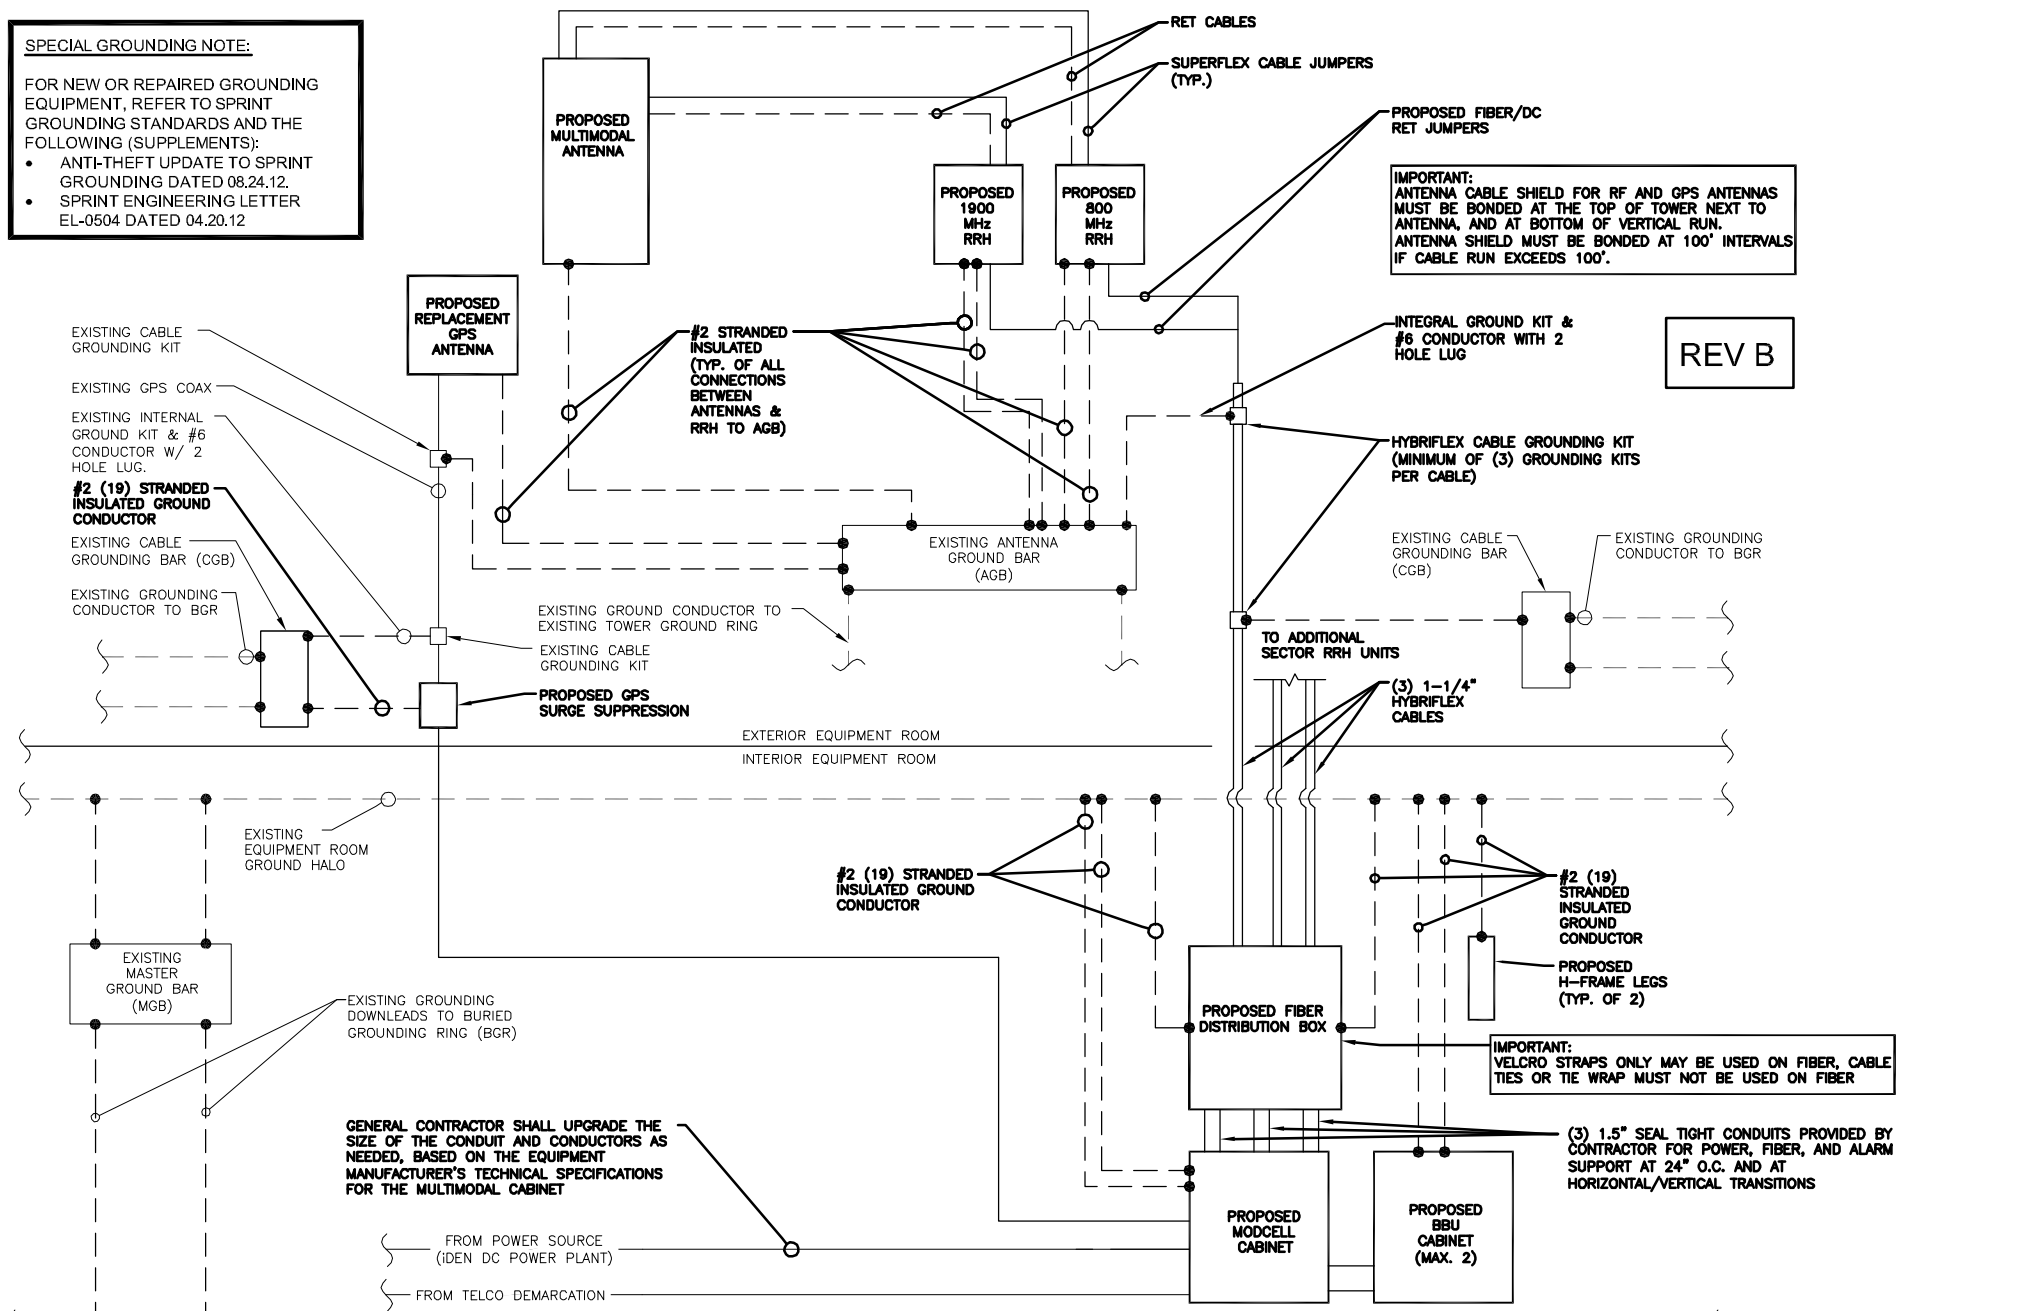 SPECIAL GROUNDING NOTE:
FOR NEW OR REPAIRED GROUNDING
EQUIPMENT, REFER TO SPRINT
GROUNDING STANDARDS AND THE
FOLLOWING (SUPPLEMENTS):
• ANTI-THEFT UPDATE TO SPRINT
GROUNDING DATED 08.24.12.
• SPRINT ENGINEERING LETTER
EL-0504 DATED 04.20.12
PROPOSED
MULTIMODAL
ANTENNA
RET CABLES
SUPERFLEX CABLE JUMPERS
(TYP.)
PROPOSED FIBER/DC
RET JUMPERS
PROPOSED
1900
MHz
RRH
PROPOSED
800
MHz
RRH
IMPORTANT:
ANTENNA CABLE SHIELD FOR RF AND GPS ANTENNAS
MUST BE BONDED AT THE TOP OF TOWER NEXT TO
ANTENNA, AND AT BOTTOM OF VERTICAL RUN.
ANTENNA SHIELD MUST BE BONDED AT 100' INTERVALS
IF CABLE RUN EXCEEDS 100'.
PROPOSED
REPLACEMENT
GPS
ANTENNA
EXISTING CABLE
GROUNDING KIT
EXISTING GPS COAX
EXISTING INTERNAL
GROUND KIT & #6
CONDUCTOR W/ 2
HOLE LUG.
#2 (19) STRANDED
INSULATED GROUND
CONDUCTOR
EXISTING CABLE
GROUNDING BAR (CGB)
EXISTING GROUNDING
CONDUCTOR TO BGR
#2 STRANDED
INSULATED
(TYP. OF ALL
CONNECTIONS
BETWEEN
ANTENNAS &
RRH TO AGB)
INTEGRAL GROUND KIT &
#6 CONDUCTOR WITH 2
HOLE LUG
REV B
HYBRIFLEX CABLE GROUNDING KIT
(MINIMUM OF (3) GROUNDING KITS
PER CABLE)
EXISTING ANTENNA
GROUND BAR
(AGB)
EXISTING CABLE
GROUNDING BAR
(CGB)
EXISTING GROUNDING
CONDUCTOR TO BGR
EXISTING GROUND CONDUCTOR TO
EXISTING TOWER GROUND RING
EXISTING CABLE
GROUNDING KIT
TO ADDITIONAL
SECTOR RRH UNITS
PROPOSED GPS
SURGE SUPPRESSION
(3) 1-1/4"
HYBRIFLEX
CABLES
EXTERIOR EQUIPMENT ROOM
INTERIOR EQUIPMENT ROOM
EXISTING
EQUIPMENT ROOM
GROUND HALO
#2 (19) STRANDED
INSULATED GROUND
CONDUCTOR
#2 (19)
STRANDED
INSULATED
GROUND
CONDUCTOR
EXISTING
MASTER
GROUND BAR
(MGB)
PROPOSED
H-FRAME LEGS
(TYP. OF 2)
EXISTING GROUNDING
DOWNLEADS TO BURIED
GROUNDING RING (BGR)
PROPOSED FIBER
DISTRIBUTION BOX
IMPORTANT:
VELCRO STRAPS ONLY MAY BE USED ON FIBER, CABLE
TIES OR TIE WRAP MUST NOT BE USED ON FIBER
GENERAL CONTRACTOR SHALL UPGRADE THE
SIZE OF THE CONDUIT AND CONDUCTORS AS
NEEDED, BASED ON THE EQUIPMENT
MANUFACTURER'S TECHNICAL SPECIFICATIONS
FOR THE MULTIMODAL CABINET
(3) 1.5" SEAL TIGHT CONDUITS PROVIDED BY
CONTRACTOR FOR POWER, FIBER, AND ALARM
SUPPORT AT 24" O.C. AND AT
HORIZONTAL/VERTICAL TRANSITIONS
PROPOSED
MODCELL
CABINET
PROPOSED
BBU
CABINET
(MAX. 2)
FROM POWER SOURCE
(iDEN DC POWER PLANT)
FROM TELCO DEMARCATION